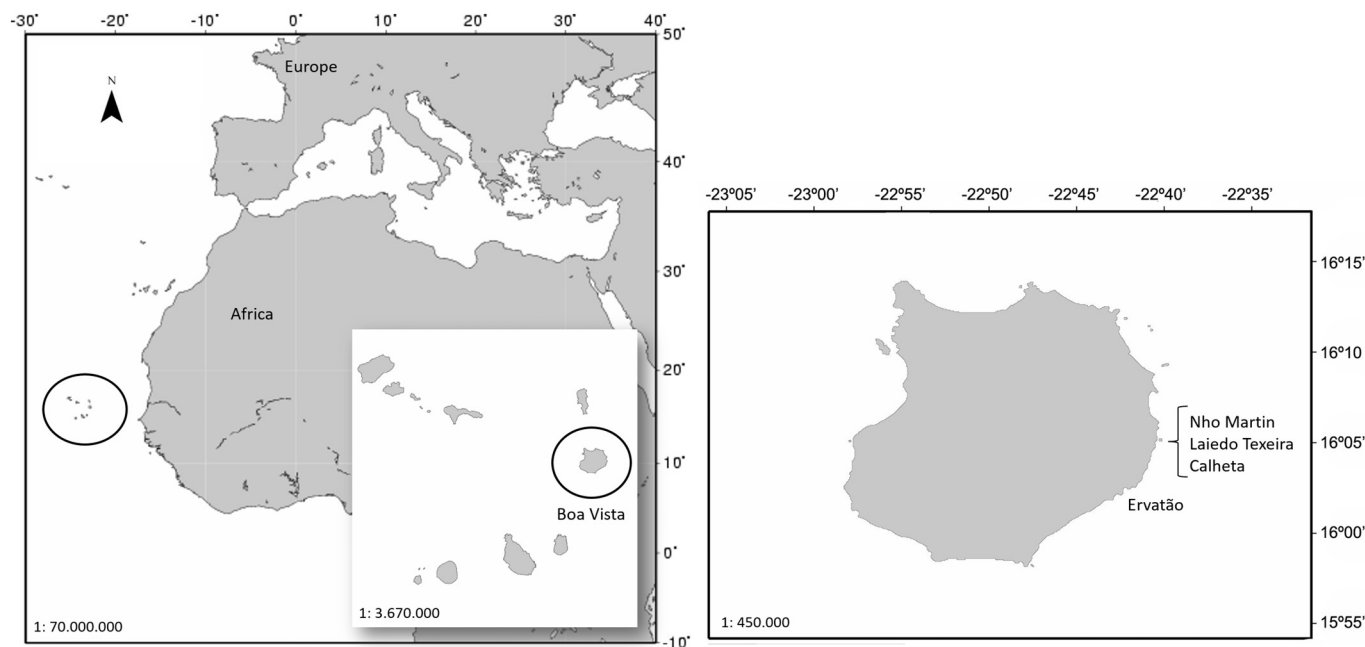 -30˚ -20˚ -10˚ 0˚ 10˚ 20˚ 30˚ 40˚
50˚
Europe
N
40˚
30˚
Africa
20˚
10˚
Boa Vista
0˚
1: 3.670.000
1: 70.000.000
-10˚
-23º05’ -23º00’ -22º55’ -22º50’ -22º45’ -22º40’ -22º35’
16º15’
16º10’
Nho Martin
Laiedo Texeira
Calheta
16º05’
Ervatão
16º00’
1: 450.000
15º55’